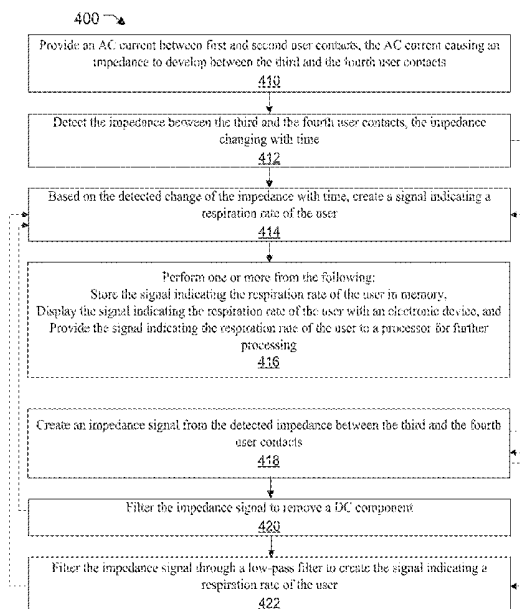 400
Provide an AC current between first and second user contacts, the AC current causing an
impedance to develop between the third and the fourth user contacts
410
Detect the impedance between the third and the fourth user contacts, the impedance
changing with time
412
Based on the detected change of the impedance with time, create a signal indicating a
respiration rate of the user
414
Perform one or more from the following:
Store the signal indicating the respiration rate of the user in memory,
Display the signal indicating the respiration rate of the user with an electronic device, and
Provide the signal indicating the respiration rate of the user to a processor for further
processing
416
Create an impedance signal from the detected impedance between the third and the fourth
user contacts
418
Filter the impedance signal to remove a DC component
420
Filter the impedance signal through a low-pass filter to create the signal indicating a
respiration rate of the user
422